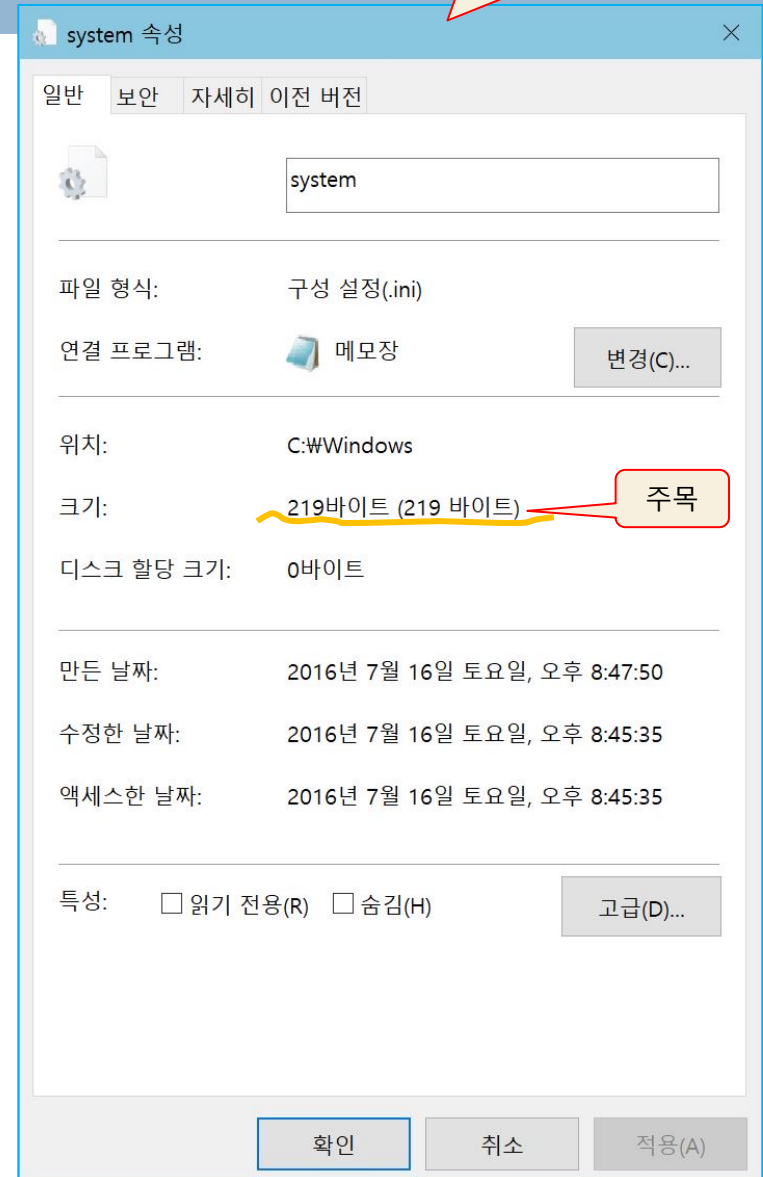 system 속성
일반 보안 자세히 이전 버전
system
파일 형식: 구성 설정(.ini)
연결 프로그램: 메모장 변경(C)...
위치: C:₩Windows
크기: 219바이트 (219 바이트) 주목
디스크 할당 크기: 0바이트
만든 날짜: 2016년 7월 16일 토요일, 오후 8:47:50
수정한 날짜: 2016년 7월 16일 토요일, 오후 8:45:35
액세스한 날짜: 2016년 7월 16일 토요일, 오후 8:45:35
특성: 읽기 전용(R) 숨김(H) 고급(D)...
확인 취소 적용(A)